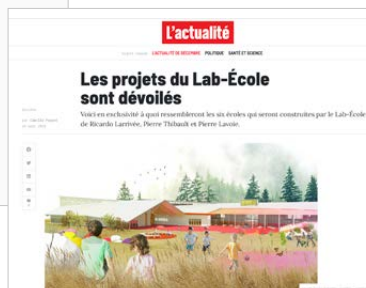 L'actualité
L'ACTUALITÉ DE DÉCEMBRE POLITIQUE SANTÉ ET SCIENCE
Les projets du Lab-École
sont dévoilés
Voici en exclusivité à quoi ressembleront les six écoles qui seront construites par le Lab-École
de Ricardo Larrivée, Pierre Thibault et Pierre Lavoie.